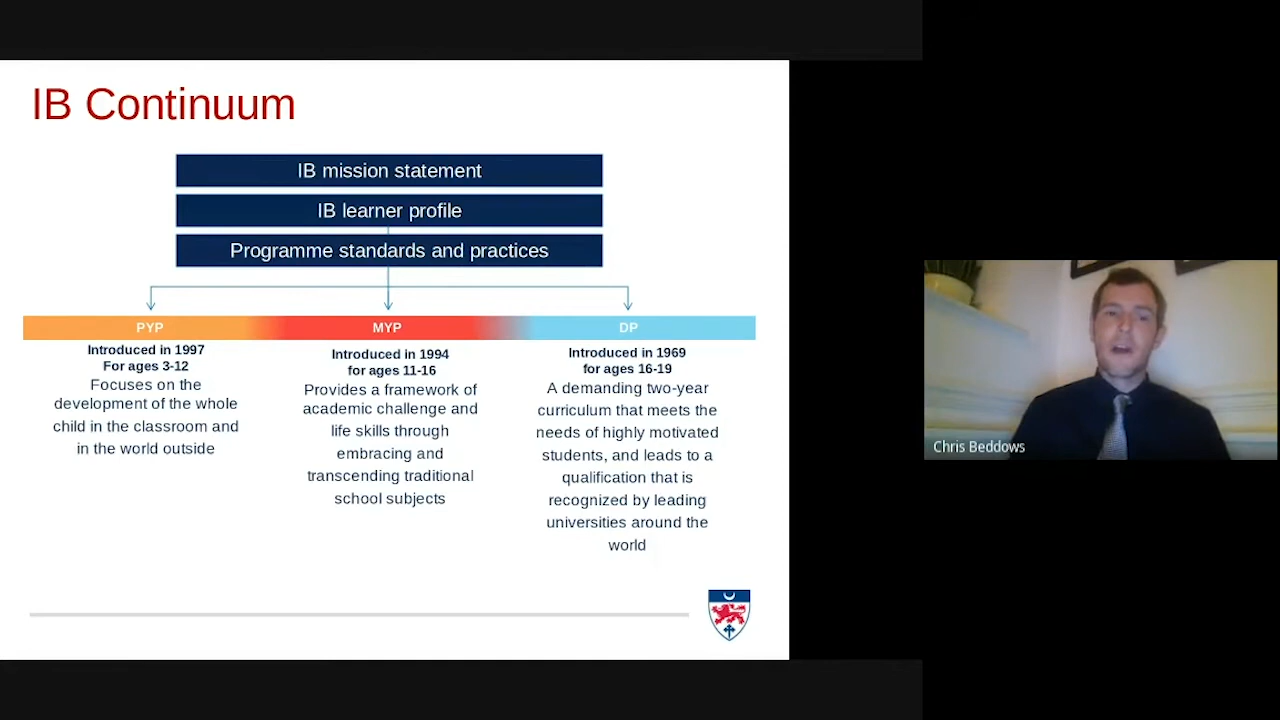 IB Continuum
IB mission statement
IB learner profile
Programme standards and practices
PYP
MYP
DP
Introduced in 1997
For ages 3-12
Focuses on the
development of the whole
child in the classroom and
in the world outside
Introduced in 1994
for ages 11-16
Provides a framework of
academic challenge and
life skills through
embracing and
transcending traditional
school subjects
Introduced in 1969
for ages 16-19
A demanding two-year
curriculum that meets the
needs of highly motivated
students, and leads to a
qualification that is
recognized by leading
universities around the
world
Chris Beddows